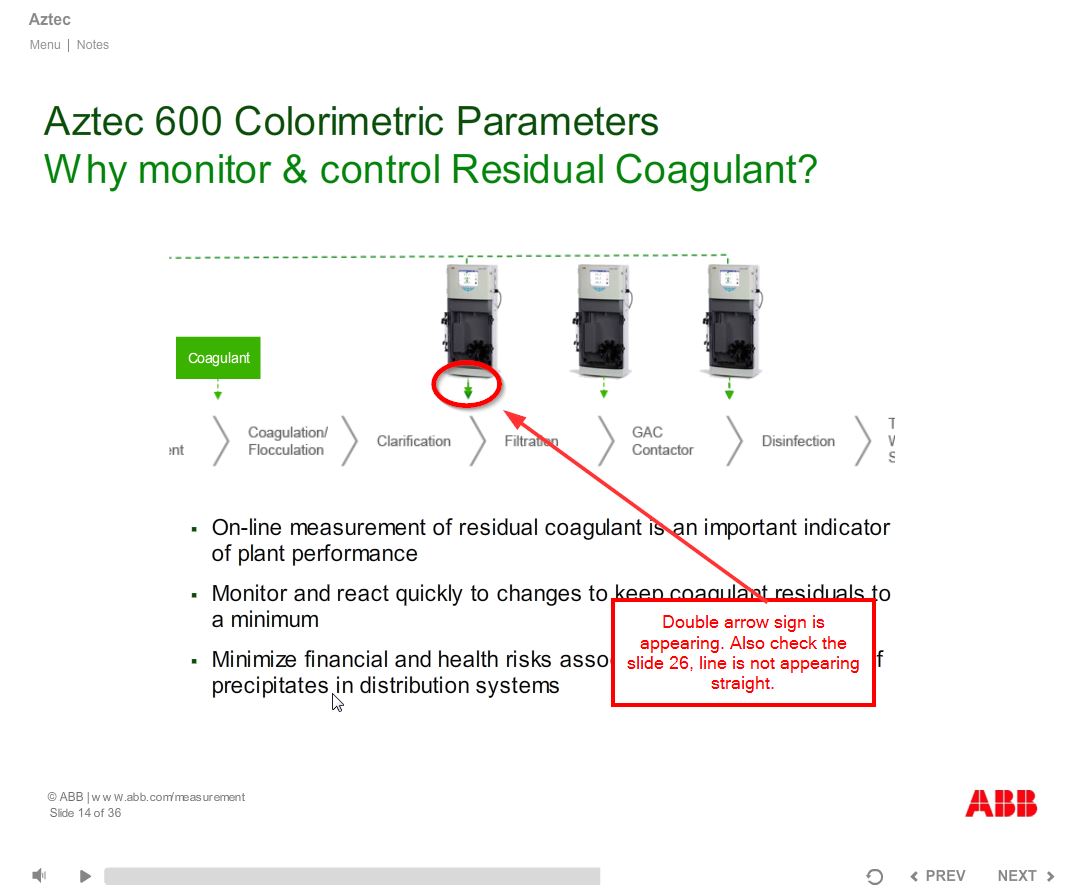 Aztec
Menu | Notes
Aztec 600 Colorimetric Parameters
Why monitor & control Residual Coagulant?
Coagulant
ent
Coagulation/
Flocculation
Clarification
Filtration
GAC
Contactor
Disinfection
T
W
S
▪ On-line measurement of residual coagulant is an important indicator
of plant performance
▪ Monitor and react quickly to changes to keep coagulant residuals to
a minimum
▪ Minimize financial and health risks asso
f
precipitates in distribution systems
Double arrow sign is
appearing. Also check the
slide 26, line is not appearing
straight.
© ABB | www.abb.com/measurement
Slide 14 of 36
ABB
PREV
NEXT